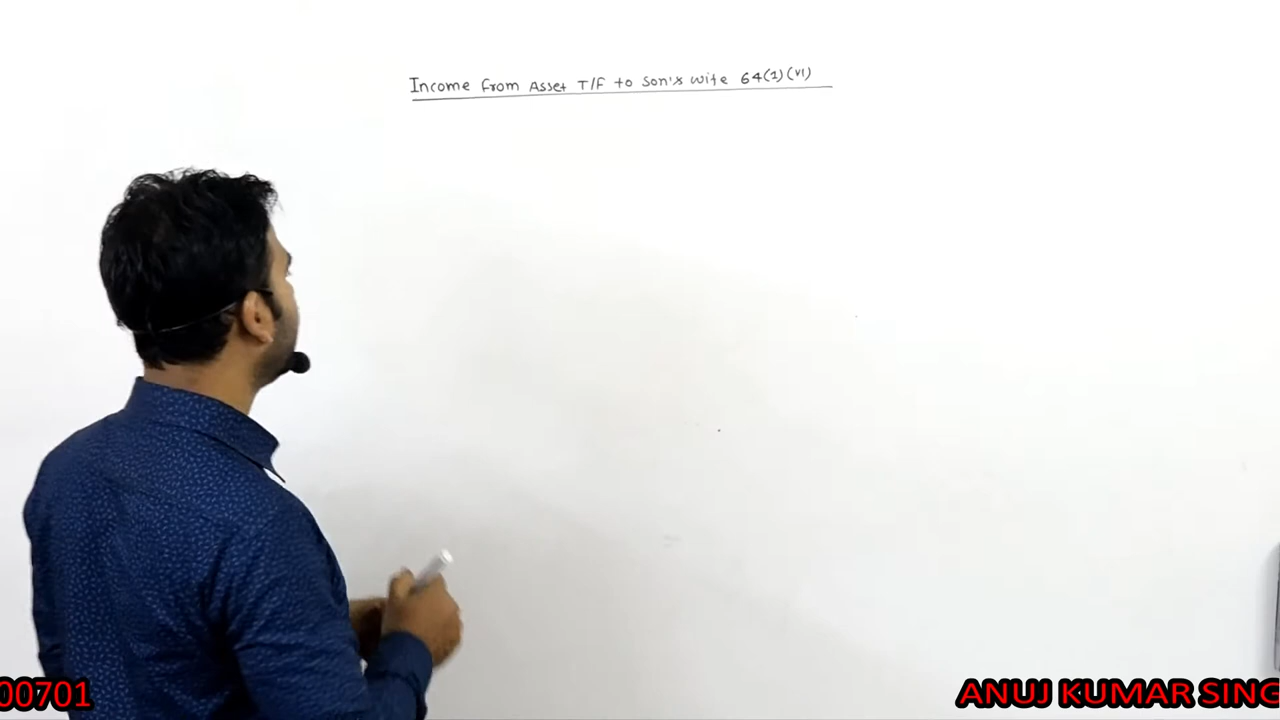 Income from Asset T/F to Son's wife 64(1)(VI)
00701
ANUJ KUMAR SING